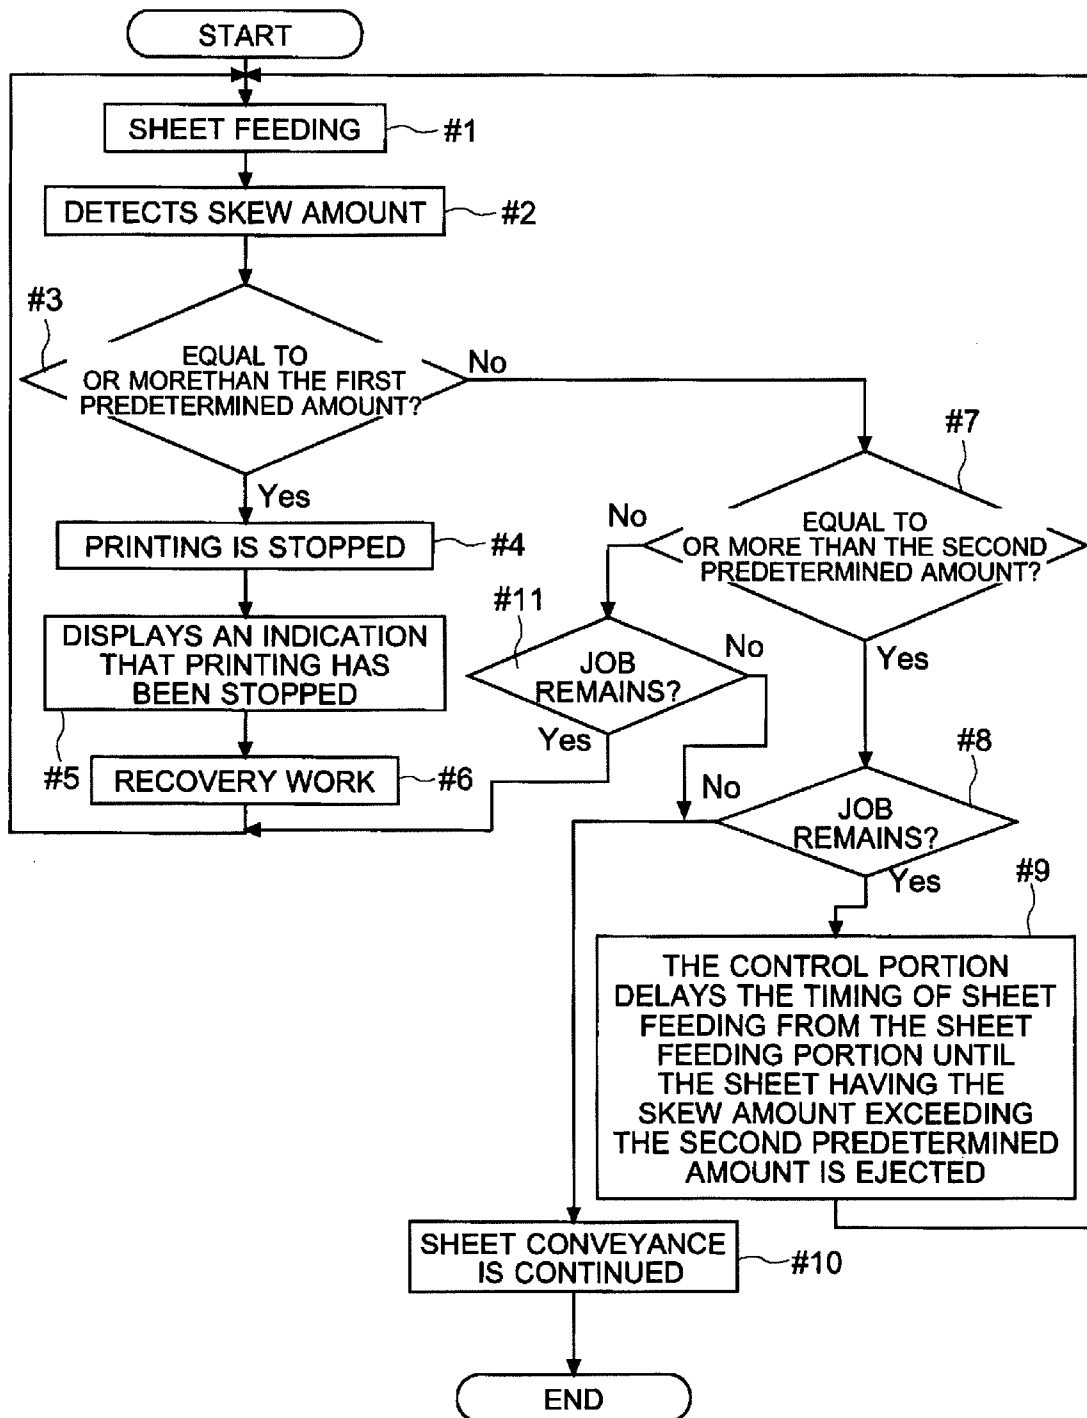 START
SHEET FEEDING
#1
DETECTS SKEW AMOUNT
#2
#3
EQUAL TO
OR MORETHAN THE FIRST
PREDETERMINED AMOUNT?
No
Yes
PRINTING IS STOPPED
#4
DISPLAYS AN INDICATION
THAT PRINTING HAS
BEEN STOPPED
#5
RECOVERY WORK
#6
#7
EQUAL TO
OR MORE THAN THE SECOND
PREDETERMINED AMOUNT?
No
Yes
#11
JOB
REMAINS?
No
Yes
#8
JOB
REMAINS?
No
Yes
#9
THE CONTROL PORTION
DELAYS THE TIMING OF SHEET
FEEDING FROM THE SHEET
FEEDING PORTION UNTIL
THE SHEET HAVING THE
SKEW AMOUNT EXCEEDING
THE SECOND PREDETERMINED
AMOUNT IS EJECTED
SHEET CONVEYANCE
IS CONTINUED
#10
END